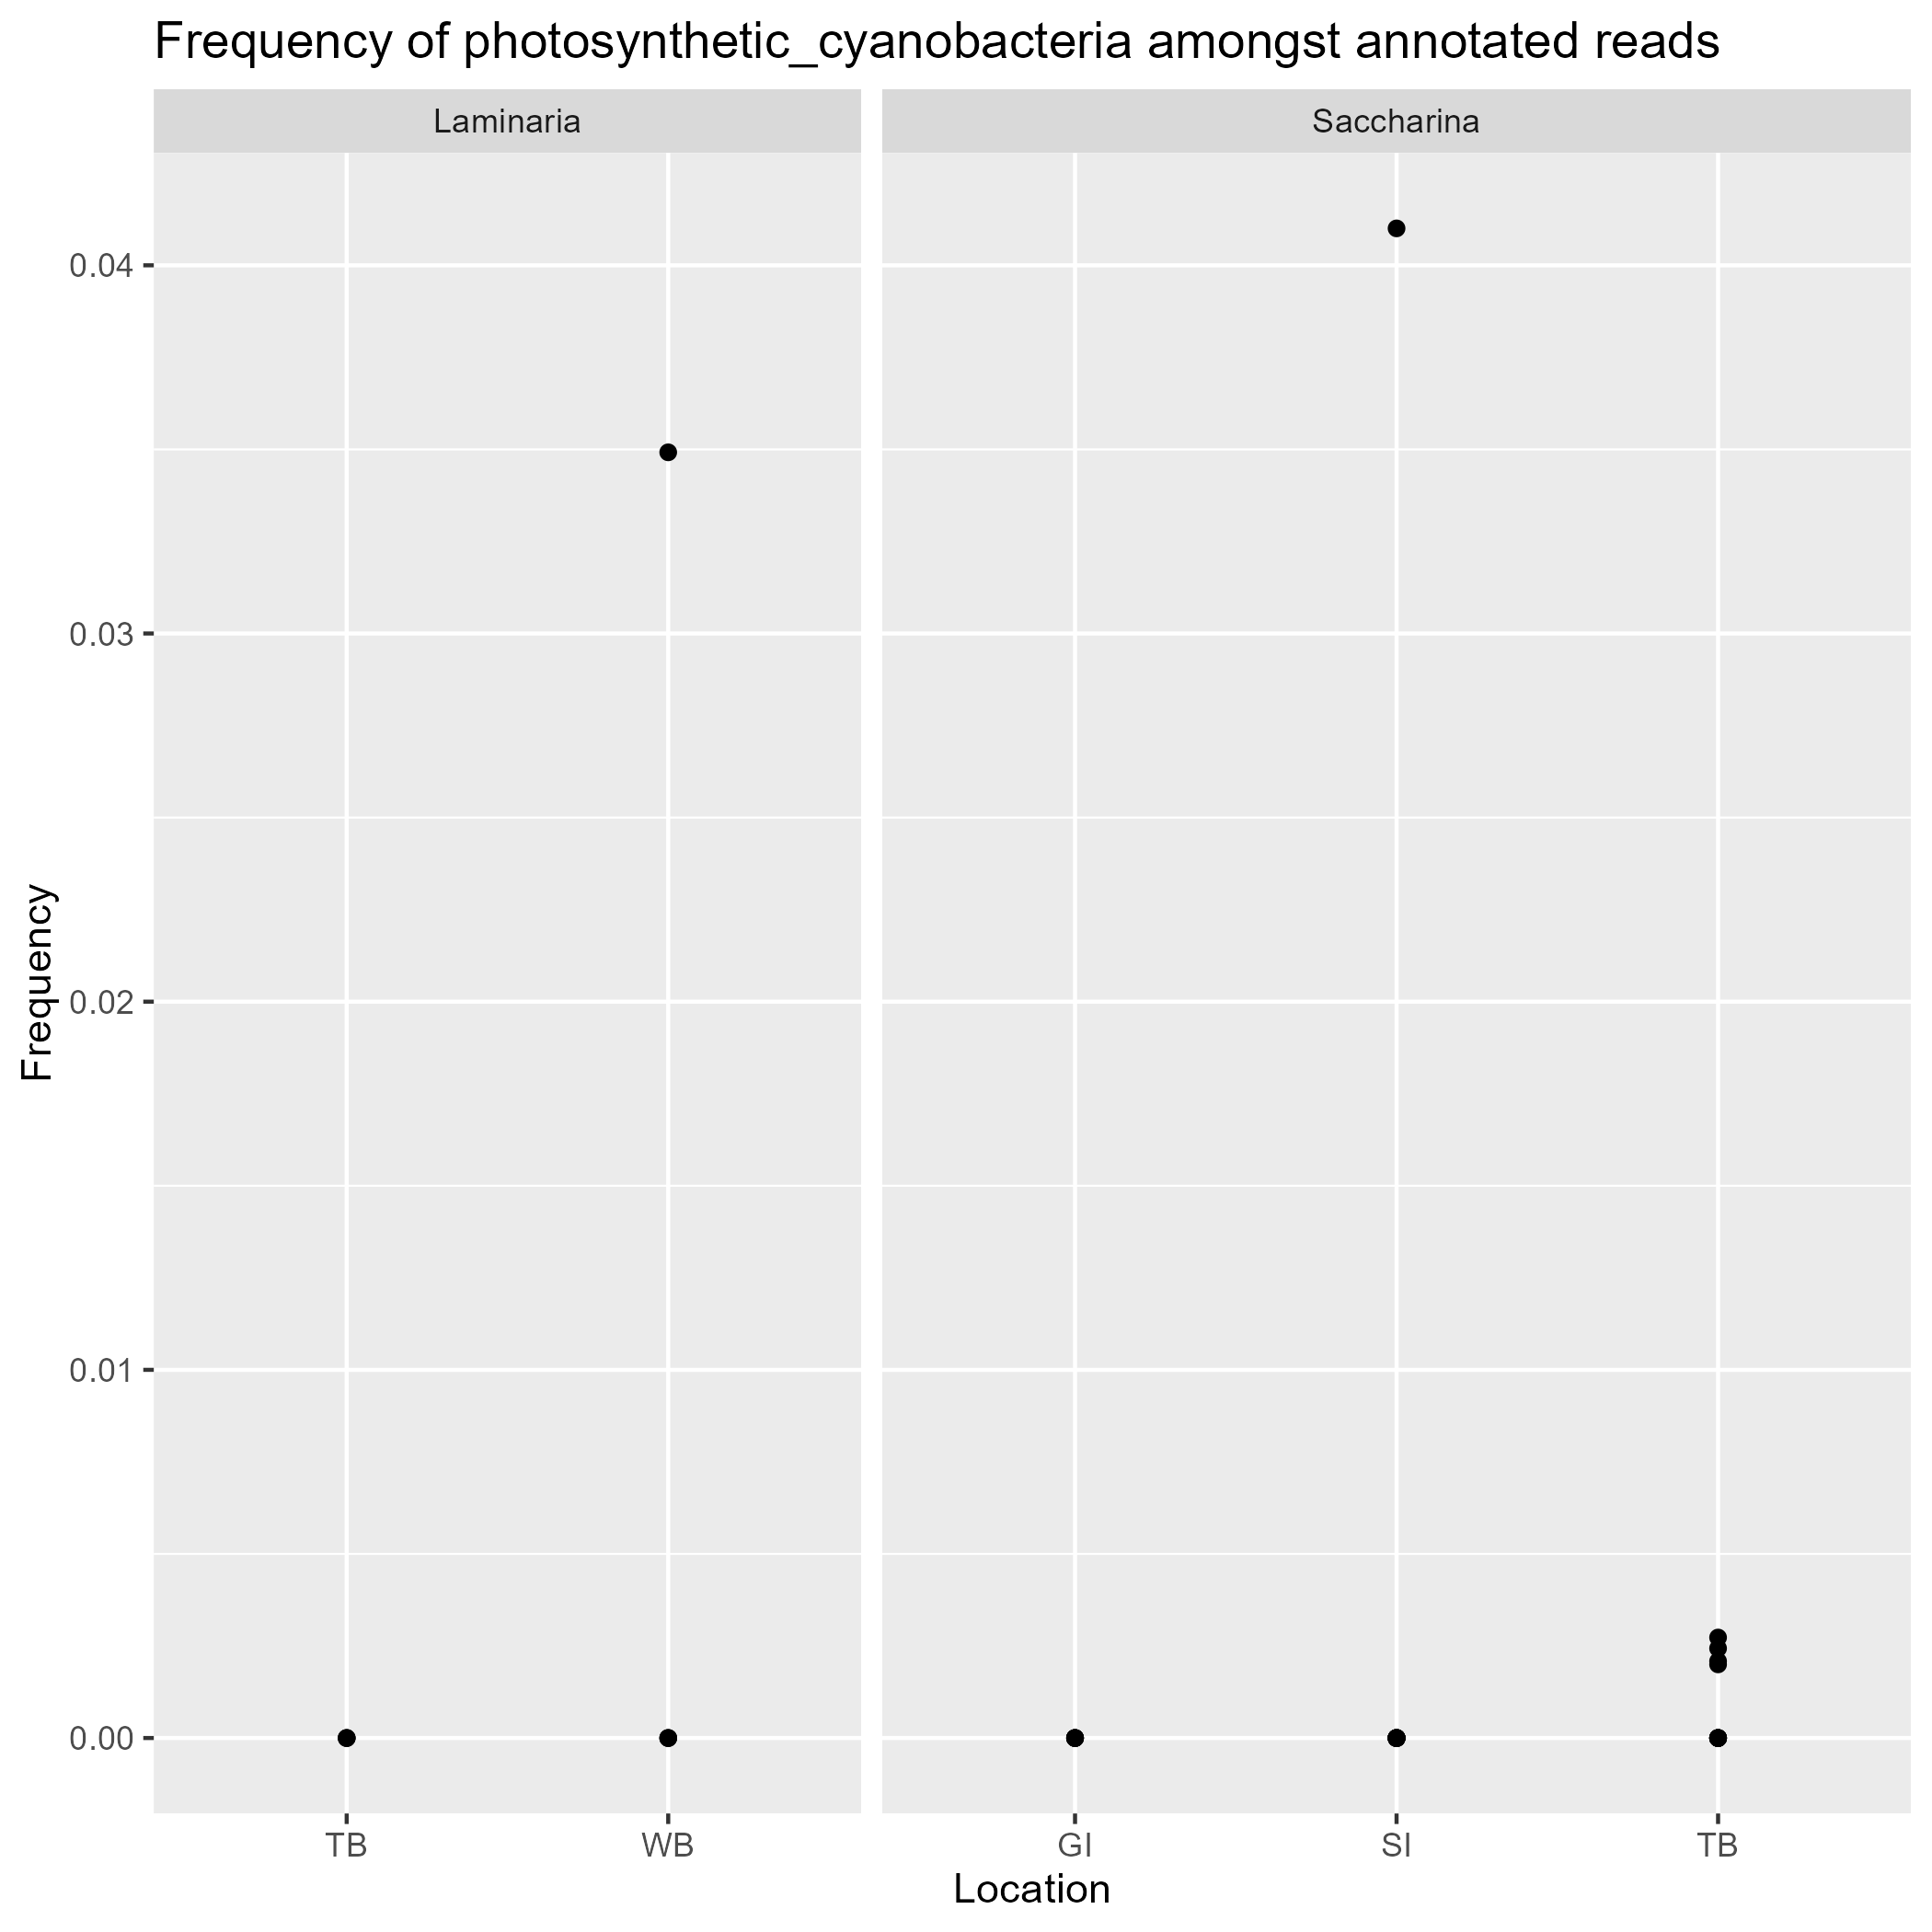 Frequency of photosynthetic_cyanobacteria amongst annotated reads
Laminaria
Saccharina
0.04
0.03
0.02
0.01
0.00
Frequency
TB
WB
GI
SI
TB
Location